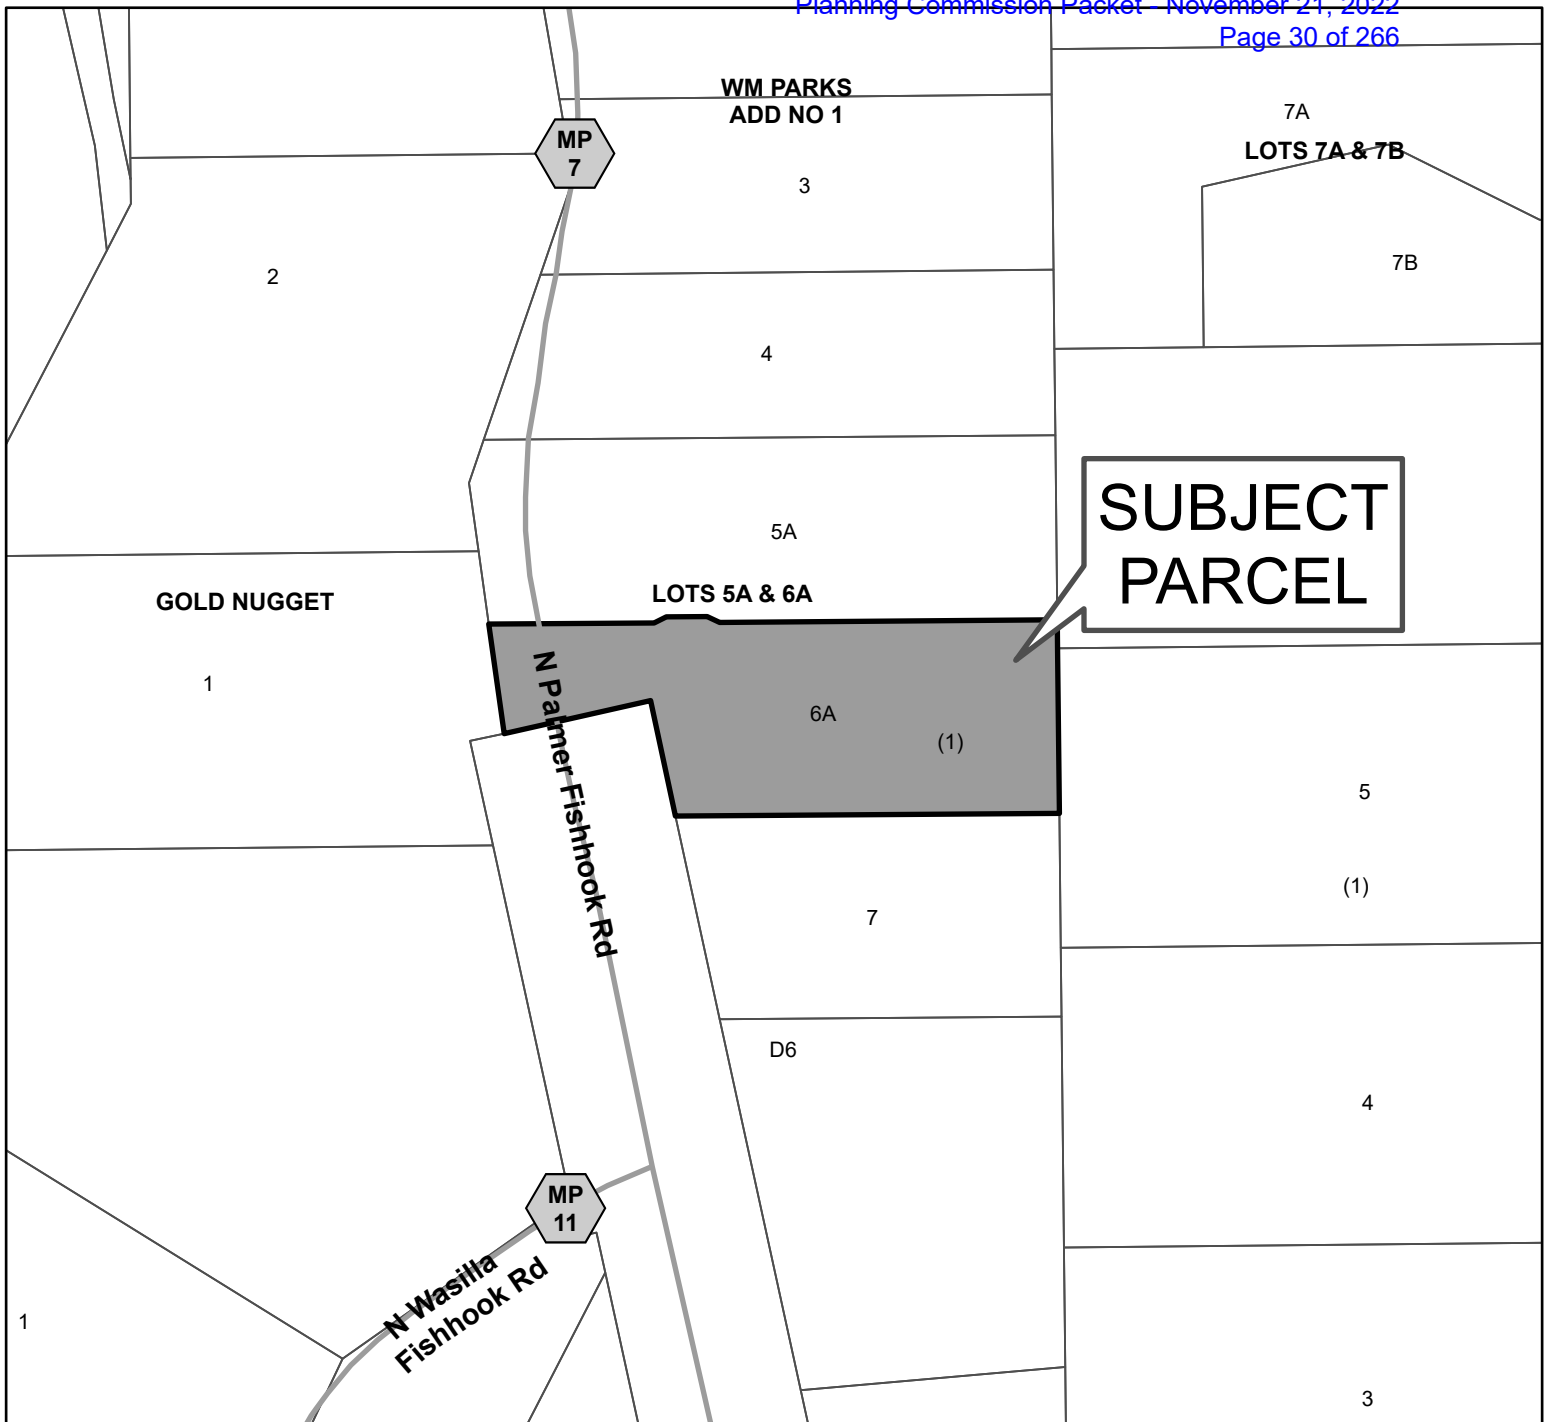 Planning Commission Packet - November 21, 2022
Page 30 of 266
WM PARKS
ADD NO 1
7A
LOTS 7A & 7B
MP
7
3
2
7B
4
SUBJECT
PARCEL
5A
LOTS 5A & 6A
GOLD NUGGET
1
N Palmer Fishhook Rd
6A
(1)
5
(1)
7
D6
4
MP
11
N Wasilla
Fishhook Rd
1
3